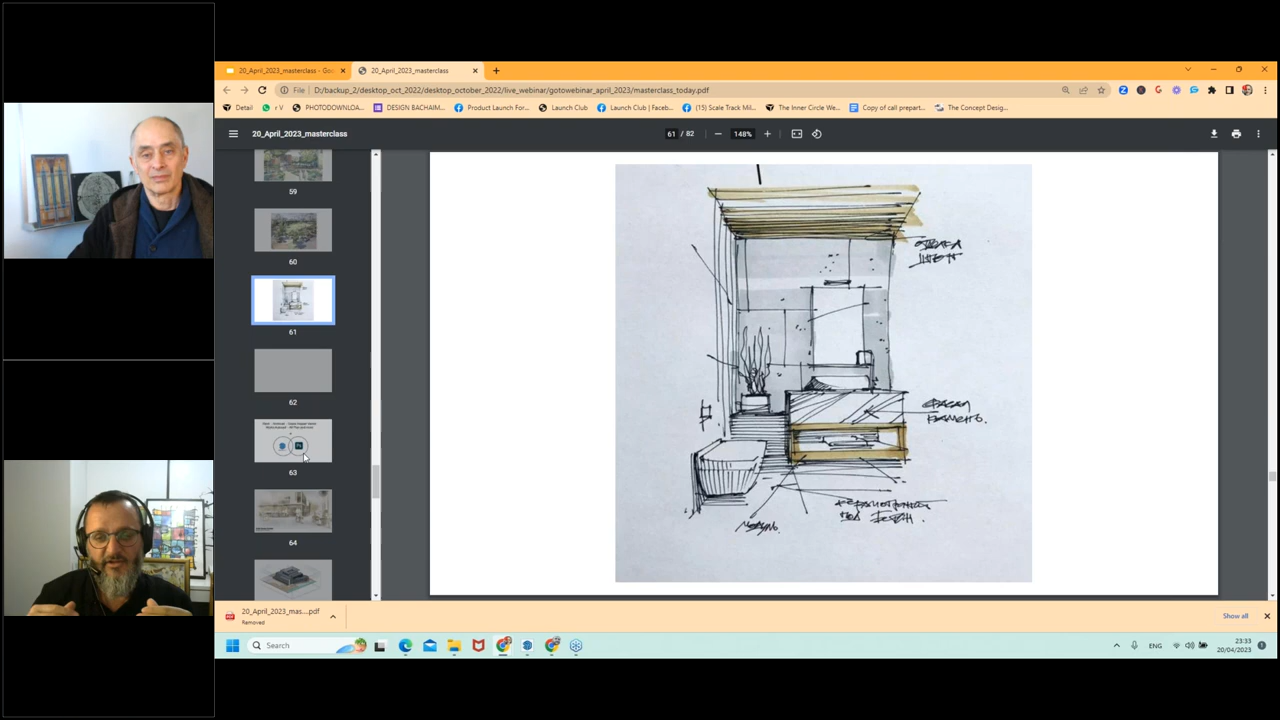 20_April_2023_masterclass - Go
20_April_2023_masterclass
File
D:/backup_2/desktop_oct_2022/desktop_october_2022/live_webinar/gotowebinar_april_2023/masterclass_today.pdf
Detail
r V
PHOTODOWNLOA...
DESIGN BACHAIM...
Product Launch For...
Launch Club
Launch Club | Faceb...
(15) Scale Track Mil...
The Inner Circle We...
Copy of call prepart...
The Concept Desig...
20_April_2023_masterclass
61 / 82
148%
59
60
61
62
63
64
20_April_2023_mas....pdf
Removed
Show all
Search
ENG
23:33
20/04/2023